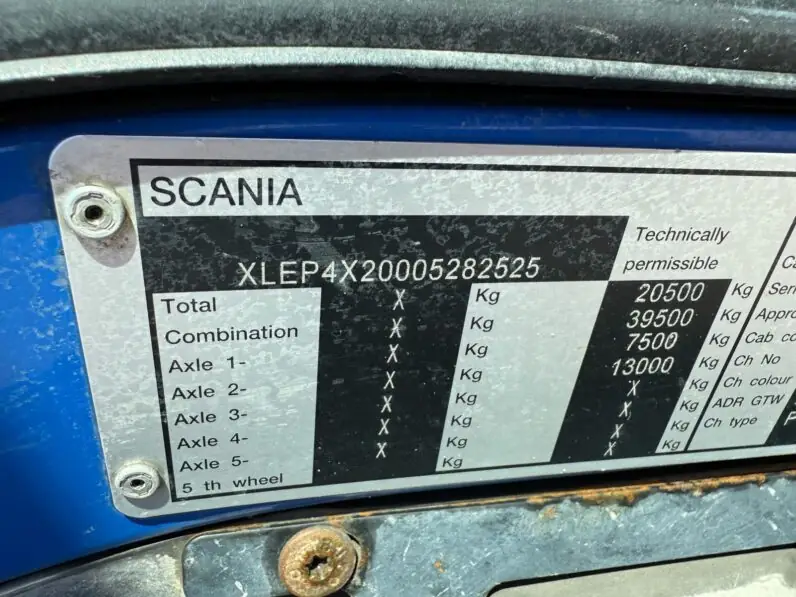 SCANIA
XLEP4X20005282525
Technically
permissible
Total X Kg 20500 Kg
Combination X Kg 39500 Kg
Axle 1- X Kg 7500 Kg
Axle 2- X Kg 13000 Kg
Axle 3- X Kg X Kg
Axle 4- X Kg X Kg
Axle 5- X Kg X Kg
5 th wheel Kg X Kg
Cab
Ch No
Ch colour
ADR GTW
Ch type